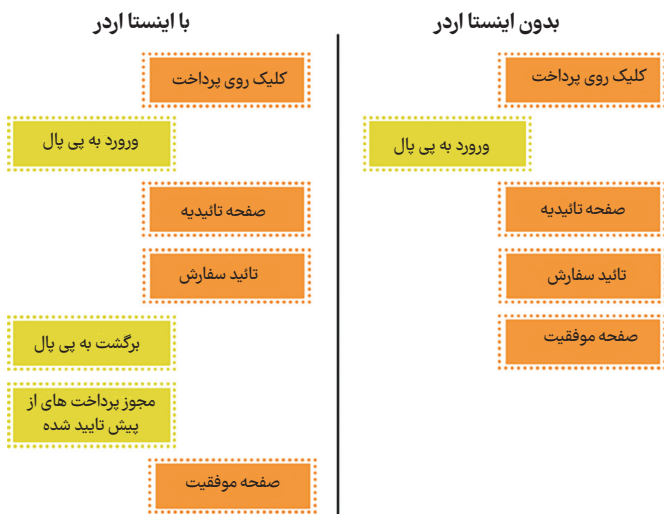 بدون اینستا اردر
کلیک روی پرداخت
ورورد به پی پال
صفحه تائیدیه
تائید سفارش
صفحه موفقیت
با اینستا اردر
کلیک روی پرداخت
ورورد به پی پال
صفحه تائیدیه
تائید سفارش
برگشت به پی پال
مجوز پرداخت های از
پیش تایید شده
صفحه موفقیت